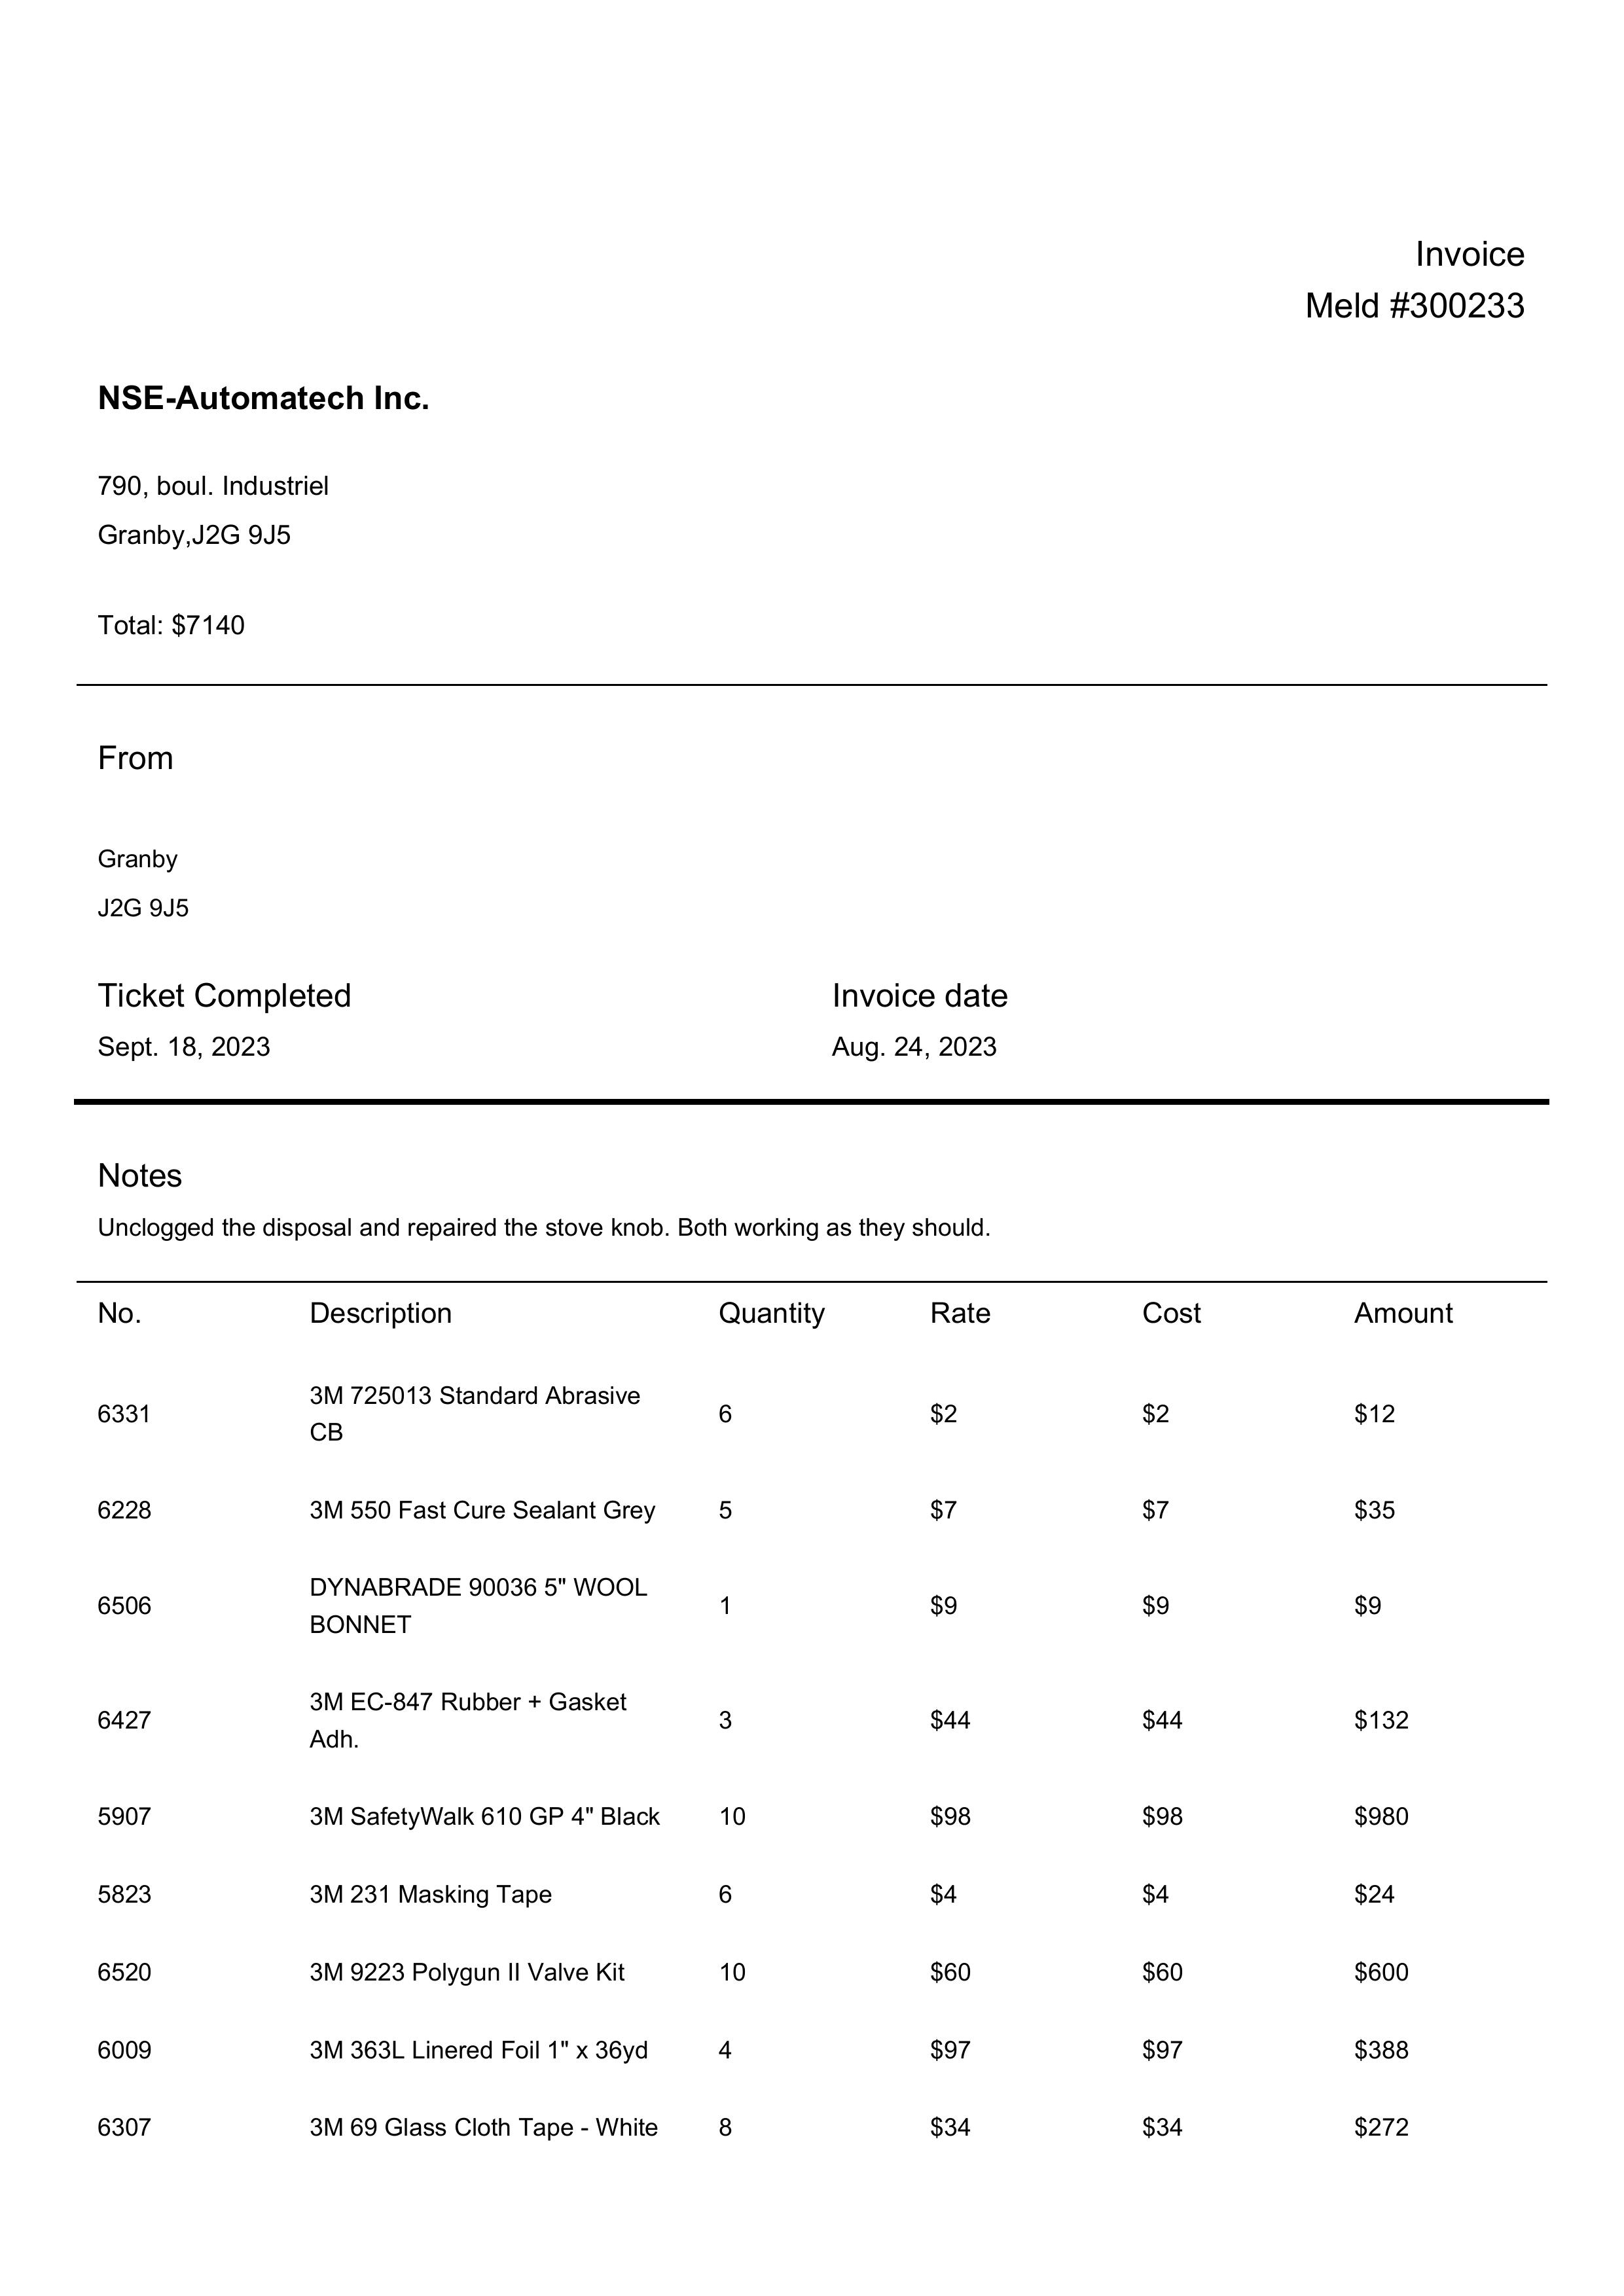 Invoice
Meld #300233
NSE-Automatech Inc.
790, boul. Industriel
Granby,J2G 9J5
Total: $7140
From
Granby
J2G 9J5
Ticket Completed Invoice date
Sept. 18, 2023 Aug. 24, 2023
Notes
Unclogged the disposal and repaired the stove knob. Both working as they should.
No. Description Quantity Rate Cost Amount
6331 3M 725013 Standard Abrasive CB 6 $2 $2 $12
6228 3M 550 Fast Cure Sealant Grey 5 $7 $7 $35
6506 DYNABRADE 90036 5" WOOL BONNET 1 $9 $9 $9
6427 3M EC-847 Rubber + Gasket Adh. 3 $44 $44 $132
5907 3M SafetyWalk 610 GP 4" Black 10 $98 $98 $980
5823 3M 231 Masking Tape 6 $4 $4 $24
6520 3M 9223 Polygun II Valve Kit 10 $60 $60 $600
6009 3M 363L Linered Foil 1" x 36yd 4 $97 $97 $388
6307 3M 69 Glass Cloth Tape - White 8 $34 $34 $272